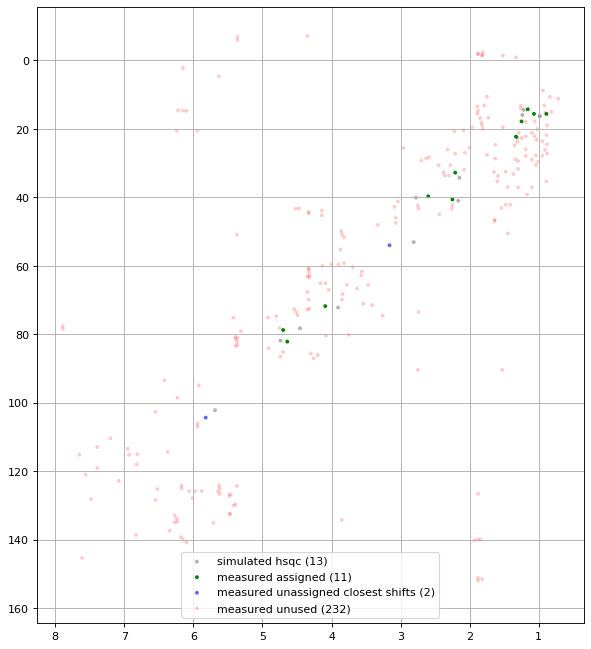 0
20
40
60
80
100
120
140
160
simulated hsqc (13)
measured assigned (11)
measured unassigned closest shifts (2)
measured unused (232)
8 7 6 5 4 3 2 1